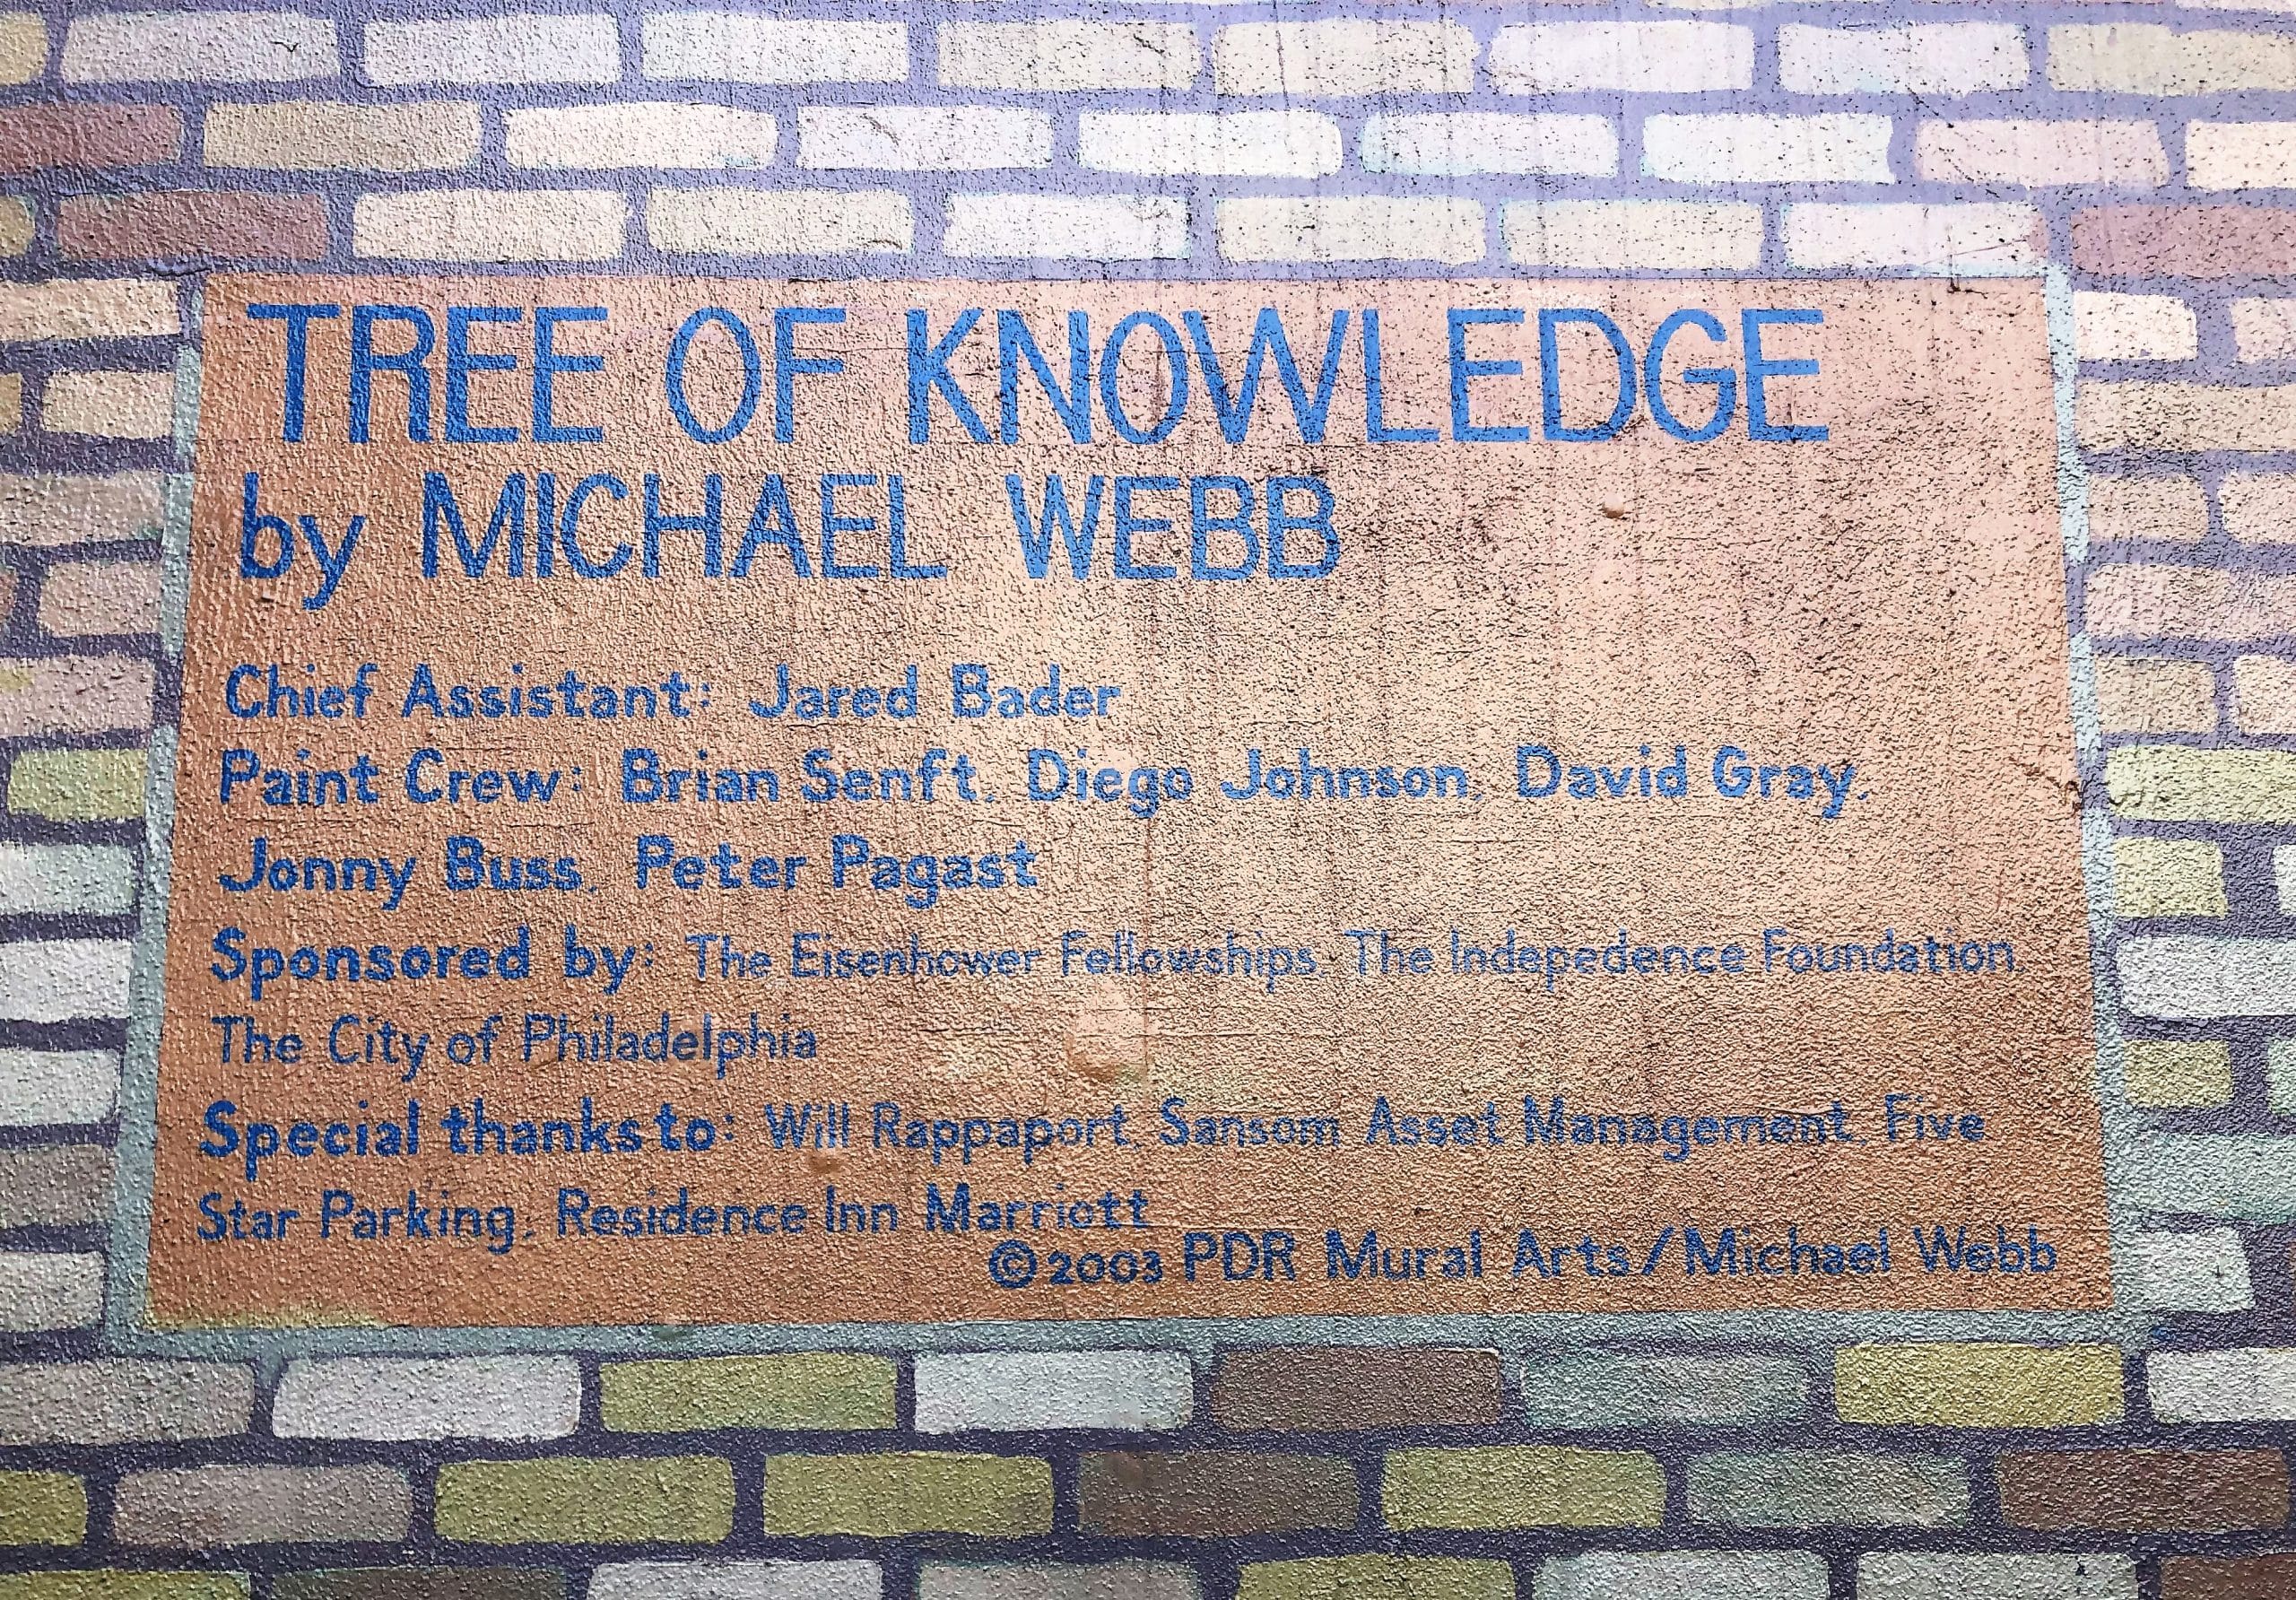 TREE OF KNOWLEDGE
by MICHAEL WEBB
Chief Assistant: Jared Bader
Paint Crew: Brian Senft, Diego Johnson, David Gray,
Jonny Buss, Peter Pagast
Sponsored by: The Eisenhower Fellowships, The Indepedence Foundation,
The City of Philadelphia
Special thanks to: Will Rappaport, Sansom Asset Management, Five
Star Parking, Residence Inn Marriott
©2003 PDR Mural Arts/Michael Webb